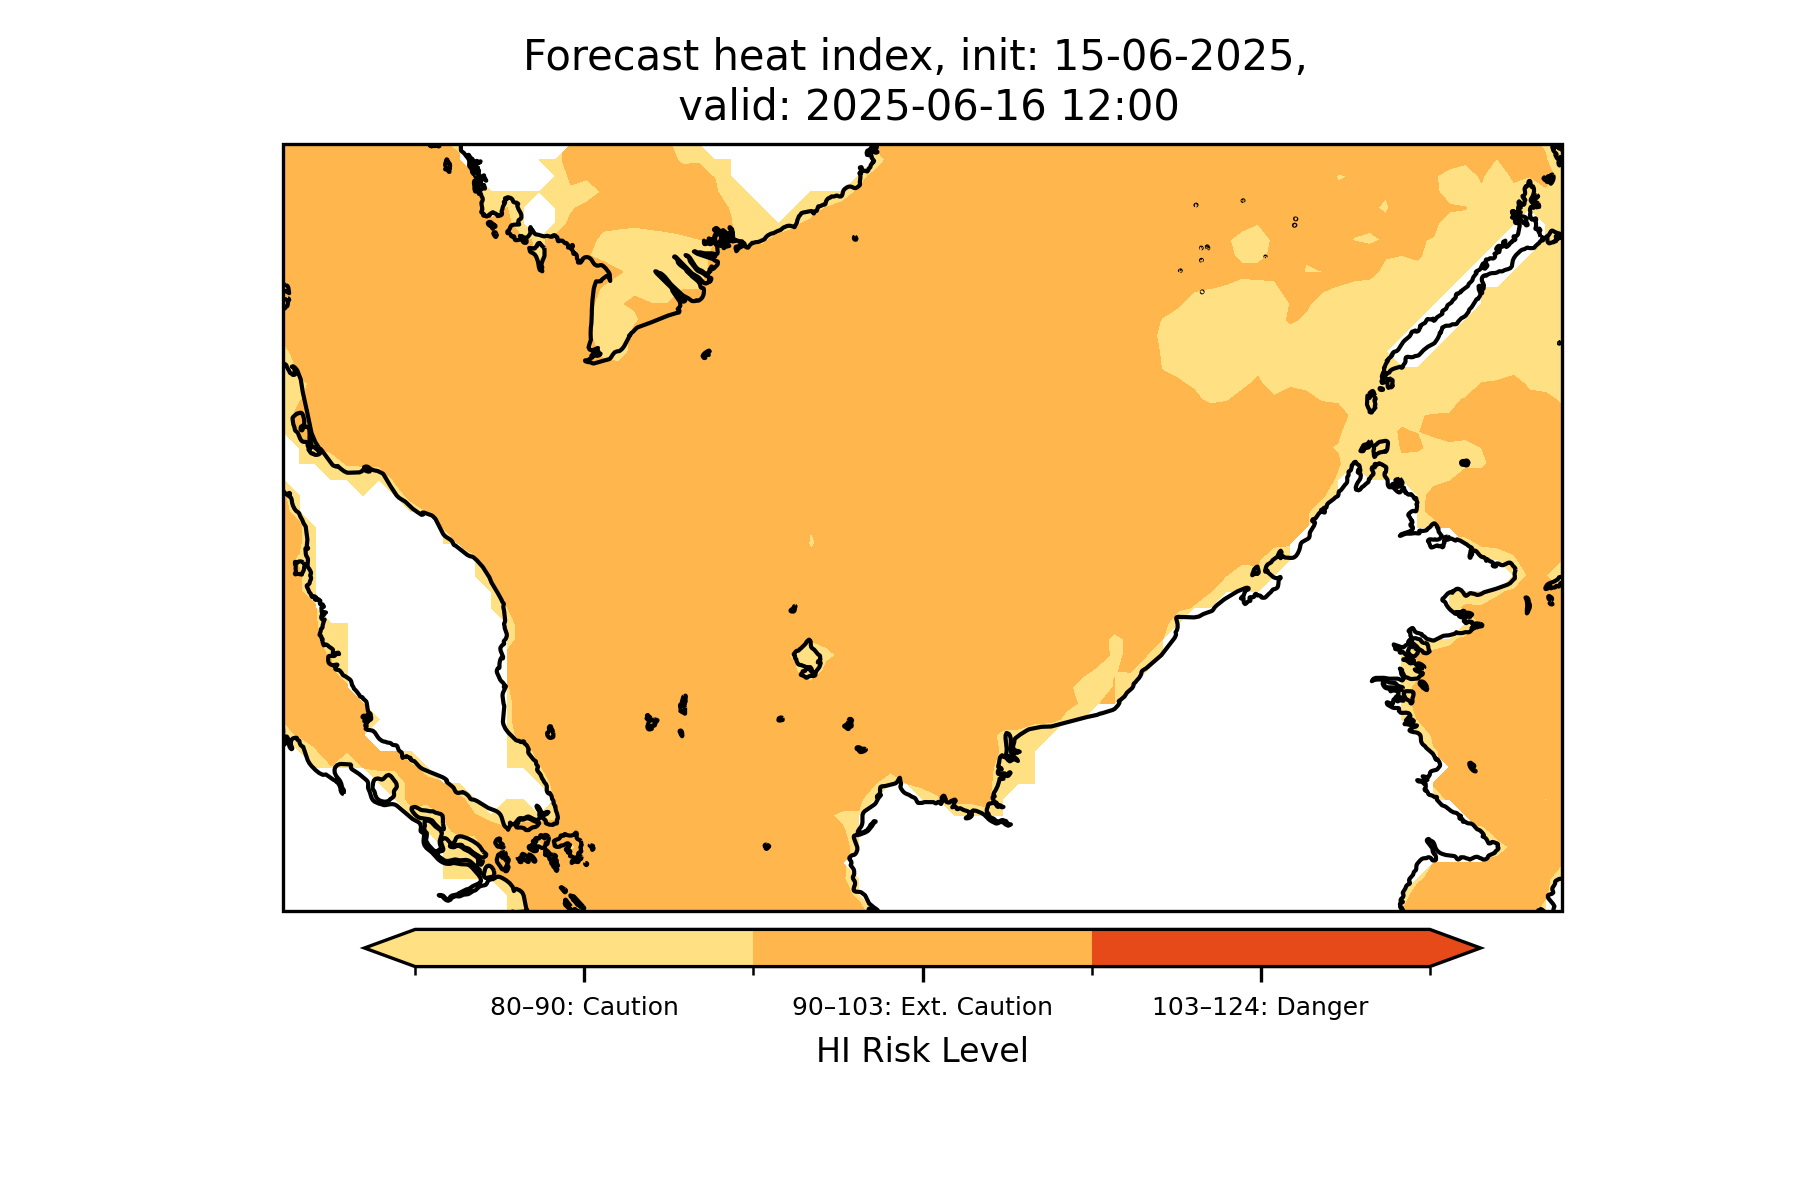 Forecast heat index, init: 15-06-2025,
valid: 2025-06-16 12:00
80–90: Caution
90–103: Ext. Caution
103–124: Danger
HI Risk Level